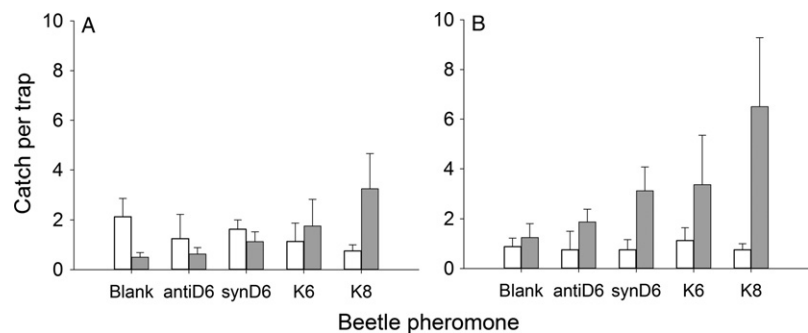 A
B
Catch per trap
10
8
6
4
2
0
10
8
6
4
2
0
Blank antiD6 synD6 K6 K8
Blank antiD6 synD6 K6 K8
Beetle pheromone